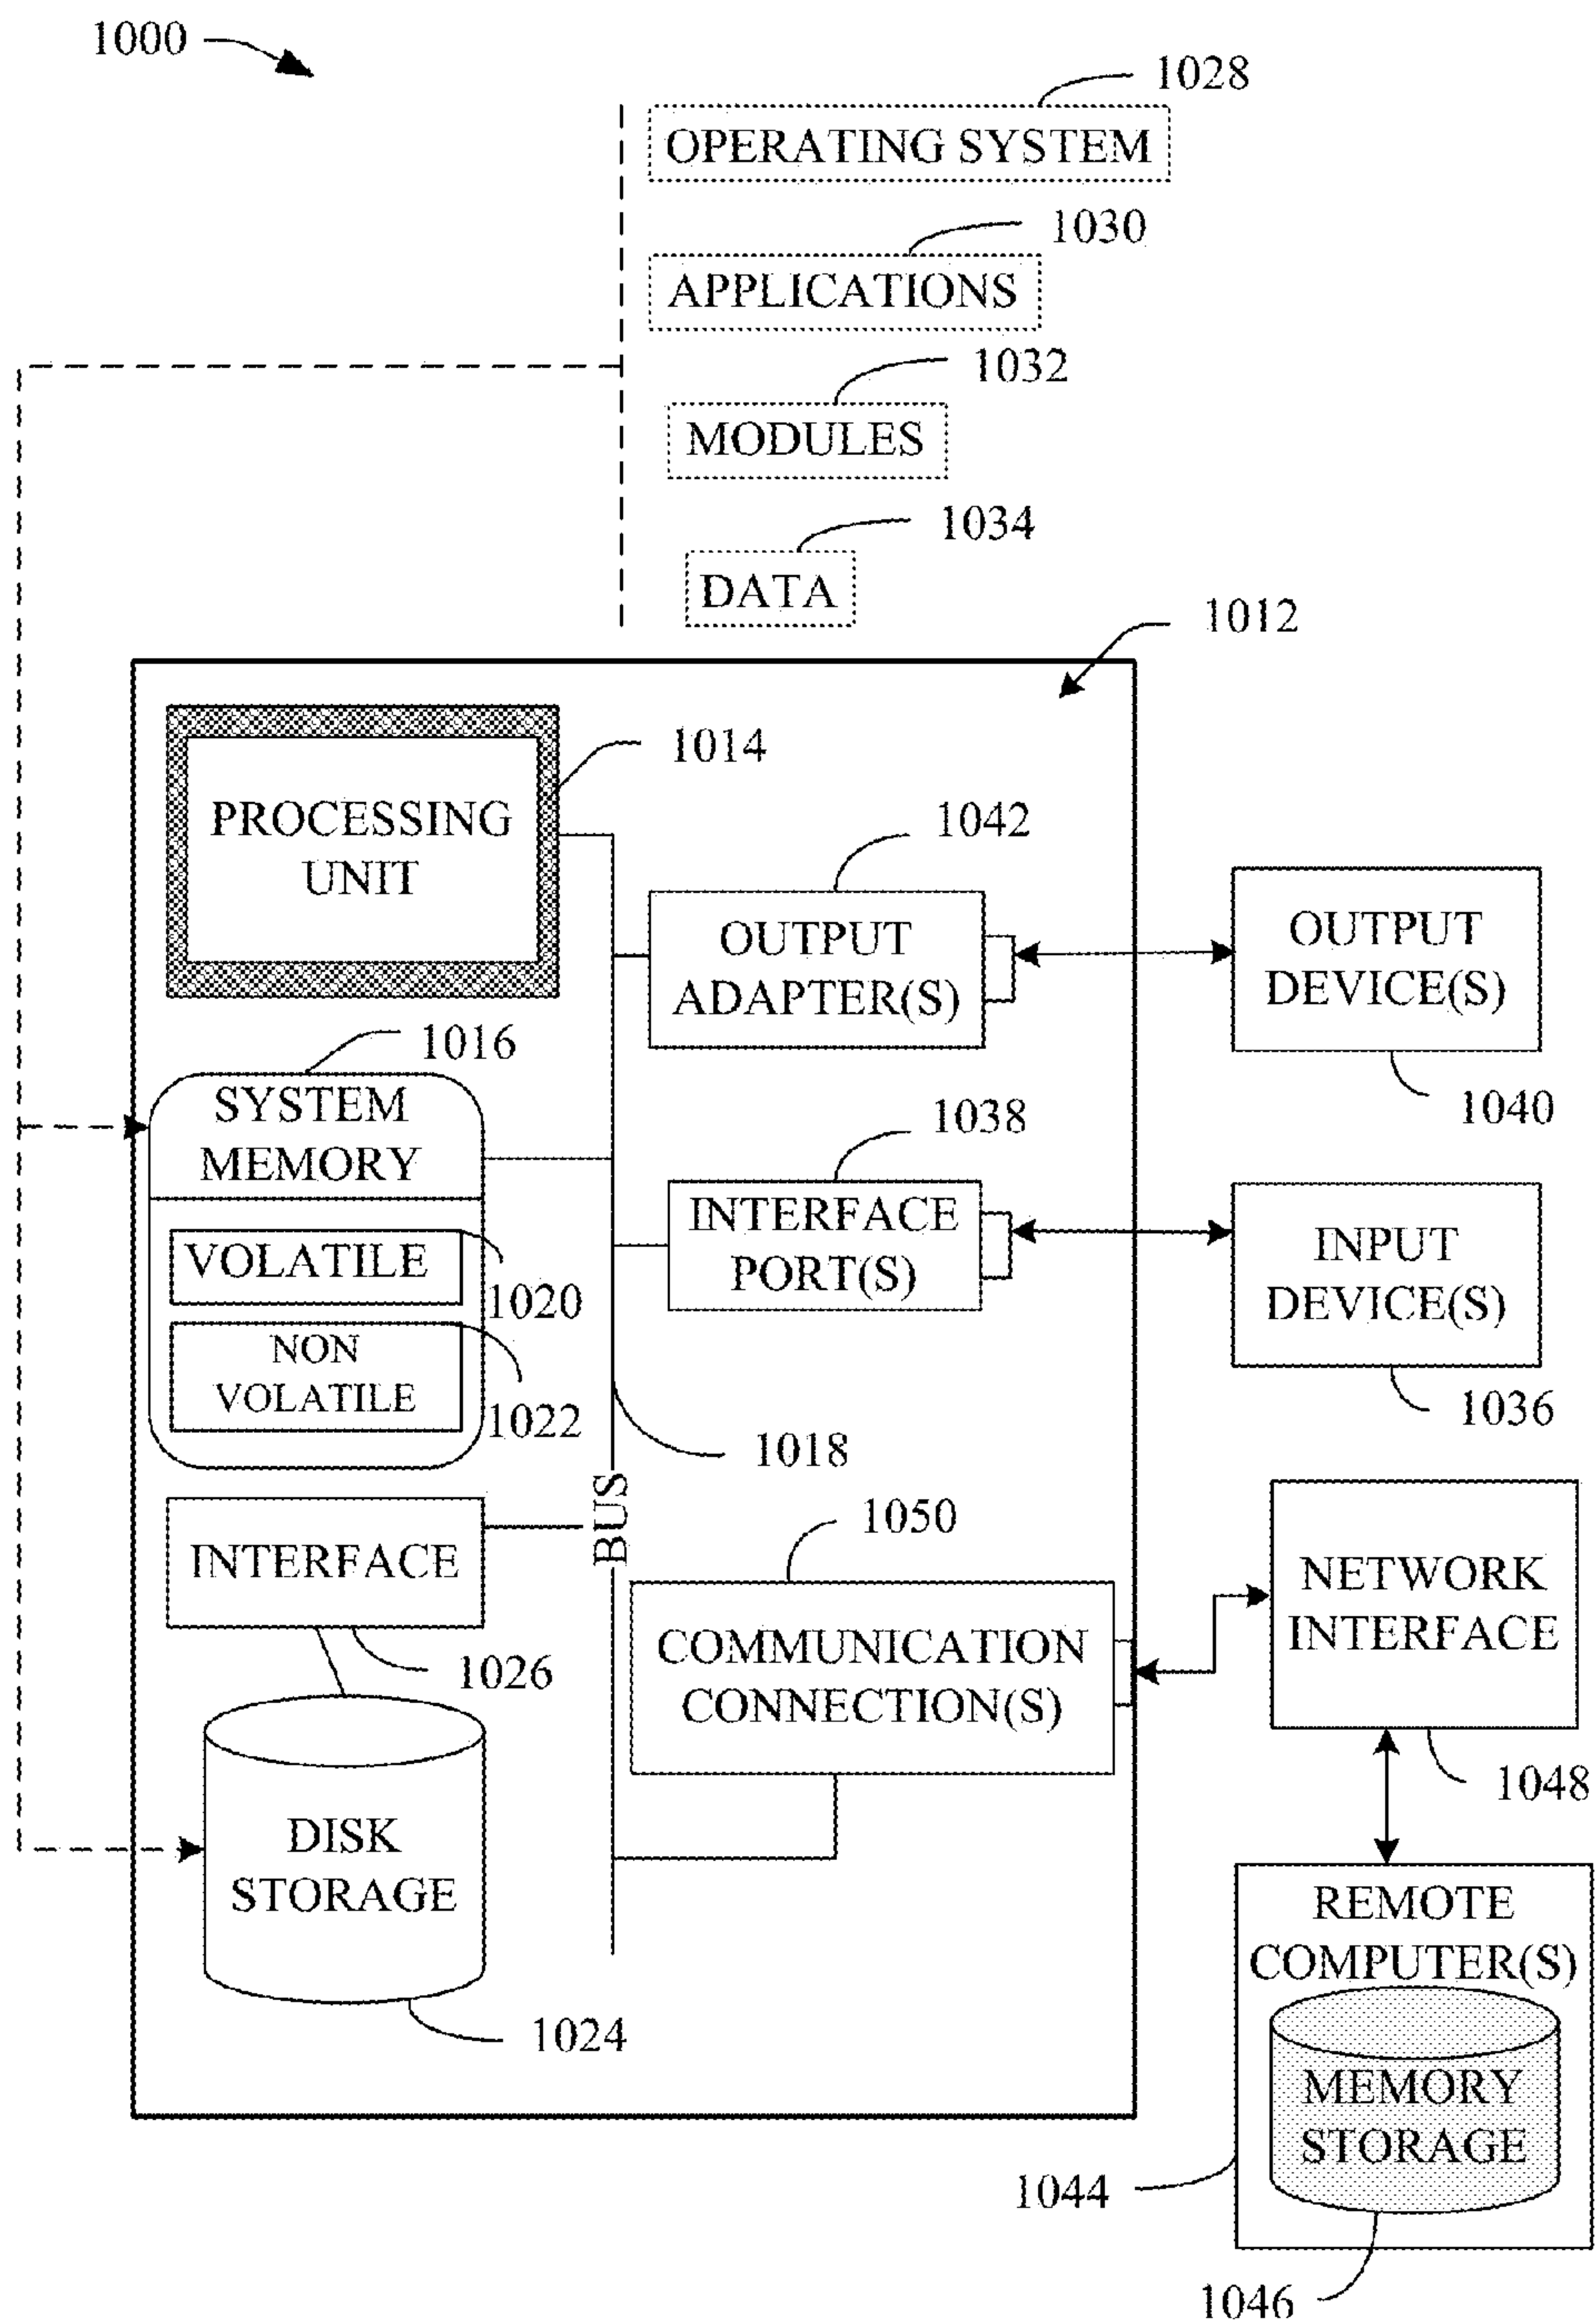 1000
1028
OPERATING SYSTEM
1030
APPLICATIONS
1032
MODULES
1034
DATA
1012
PROCESSING
UNIT
1014
1042
OUTPUT
ADAPTER(S)
OUTPUT
DEVICE(S)
1040
1016
SYSTEM
MEMORY
VOLATILE
1020
NON
VOLATILE
1022
1038
INTERFACE
PORT(S)
INPUT
DEVICE(S)
1036
1018
BUS
INTERFACE
1026
1050
COMMUNICATION
CONNECTION(S)
NETWORK
INTERFACE
1048
DISK
STORAGE
1024
REMOTE
COMPUTER(S)
MEMORY
STORAGE
1044
1046